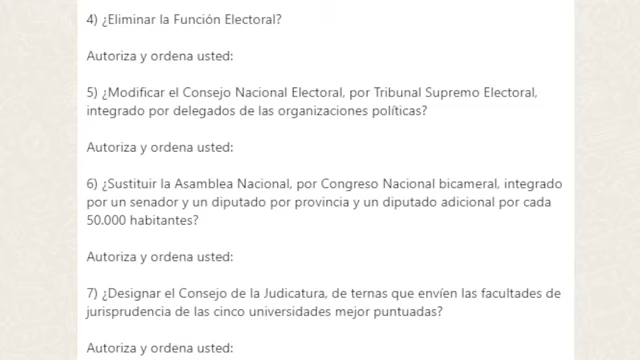 4) ¿Eliminar la Función Electoral?
Autoriza y ordena usted:
5) ¿Modificar el Consejo Nacional Electoral, por Tribunal Supremo Electoral,
integrado por delegados de las organizaciones políticas?
Autoriza y ordena usted:
6) ¿Sustituir la Asamblea Nacional, por Congreso Nacional bicameral, integrado
por un senador y un diputado por provincia y un diputado adicional por cada
50.000 habitantes?
Autoriza y ordena usted:
7) ¿Designar el Consejo de la Judicatura, de ternas que envíen las facultades de
jurisprudencia de las cinco universidades mejor puntuadas?
Autoriza y ordena usted: